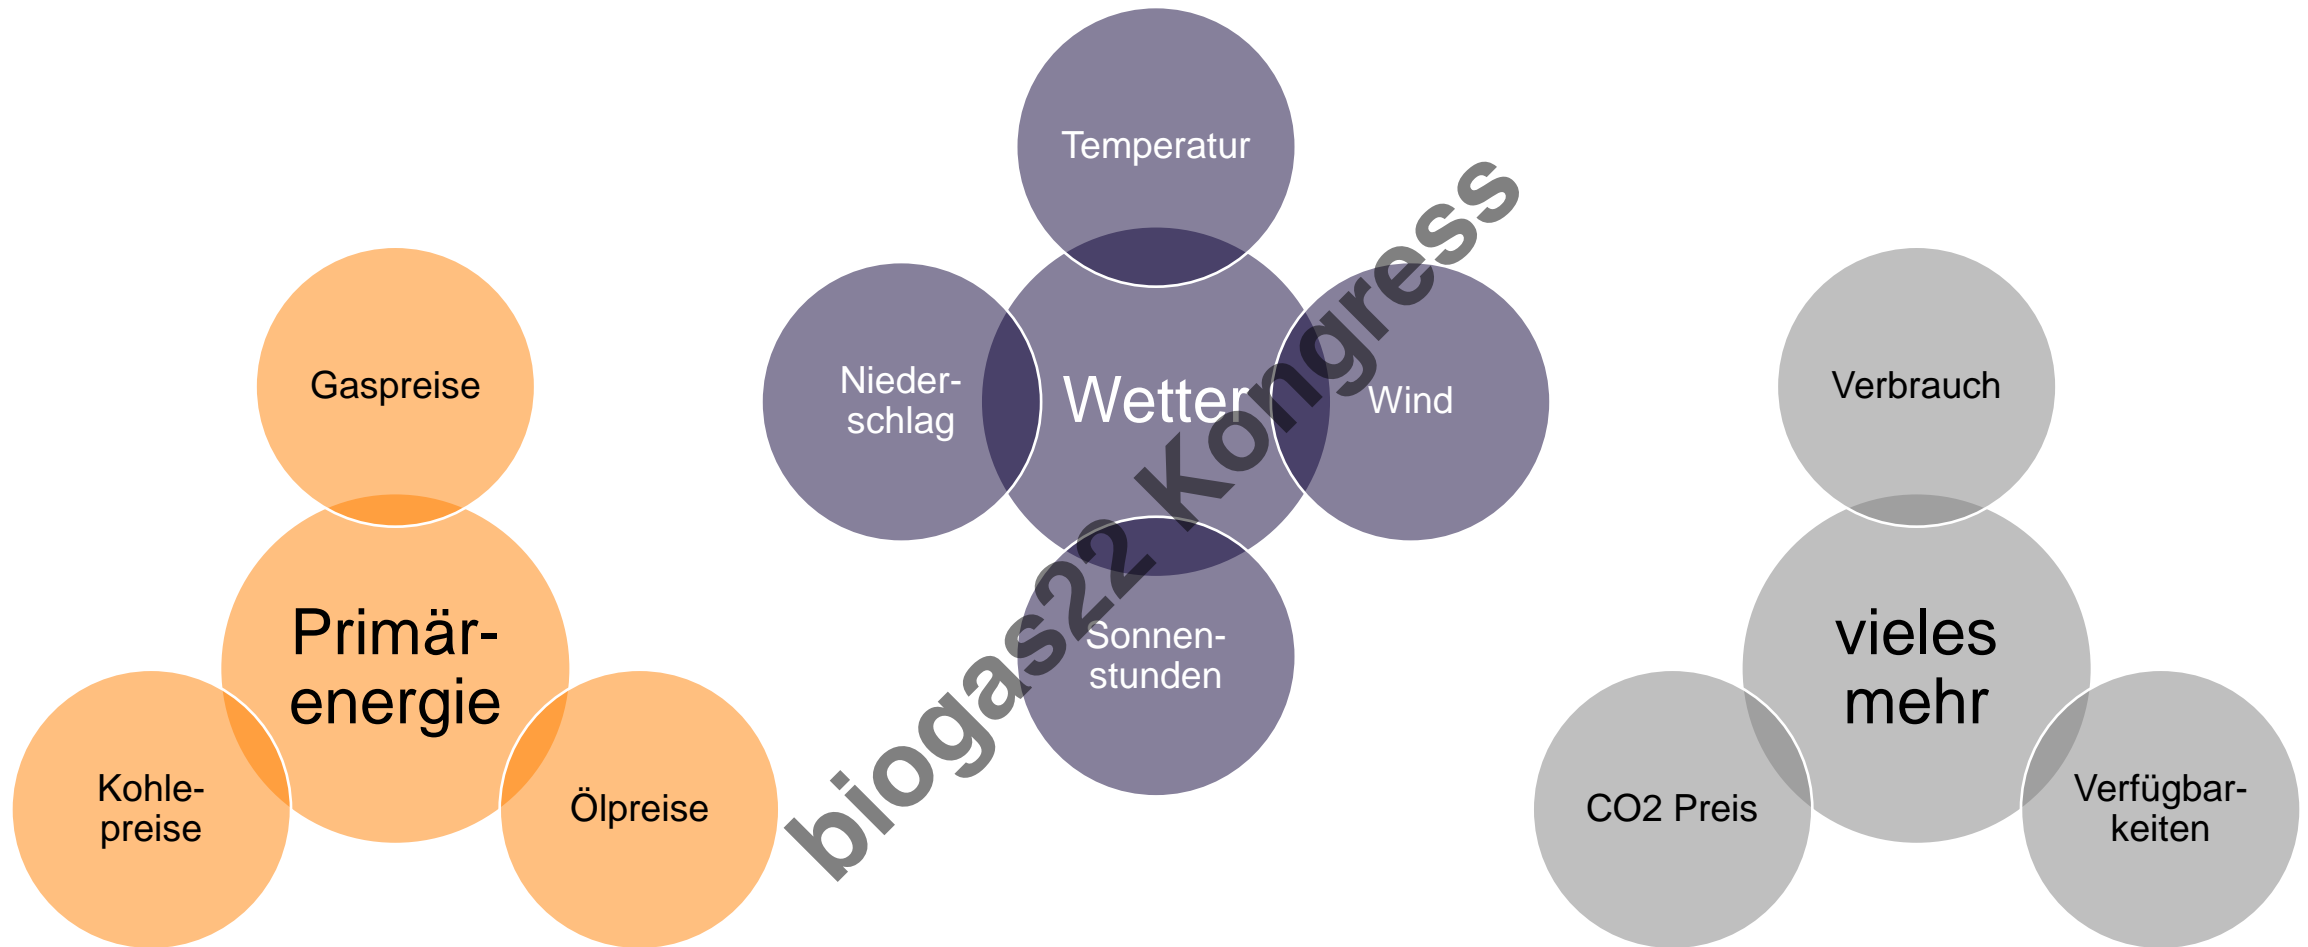 Gaspreise
Primär-
energie
Kohle-
preise
Ölpreise
Temperatur
Nieder-
schlag
Wetter
Wind
Sonnen-
stunden
Verbrauch
vieles
mehr
CO2 Preis
Verfügbar-
keiten
biogas22 Kongress